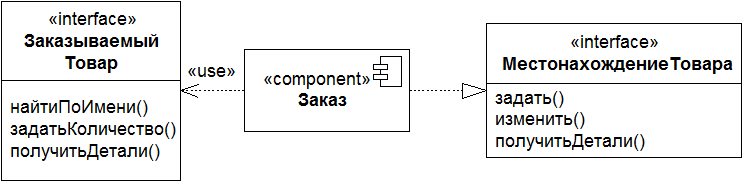 «interface»
Заказываемый
Товар
найтиПоИмени()
задатьКоличество()
получитьДетали()
«use»
«component»
Заказ
«interface»
МестонахождениеТовара
задать()
изменить()
получитьДетали()